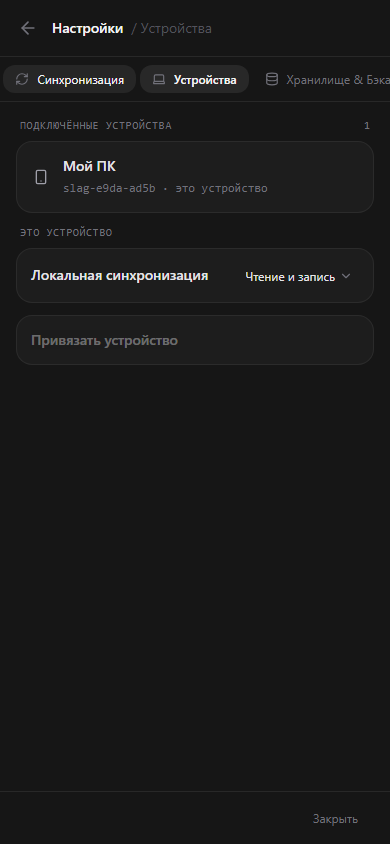 Настройки / Устройства
Синхронизация Устройства Хранилище & Бэка
ПОДКЛЮЧЁННЫЕ УСТРОЙСТВА 1
Мой ПК
slag-e9da-ad5b · это устройство
ЭТО УСТРОЙСТВО
Локальная синхронизация Чтение и запись
Привязать устройство
Закрыть